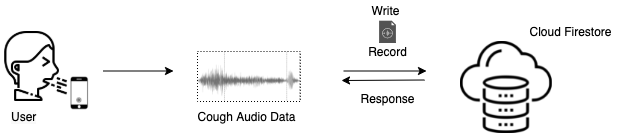 Write
Record
Response
Cloud Firestore
User
Cough Audio Data